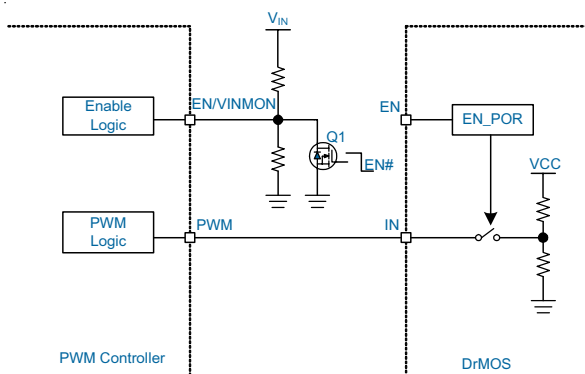 VIN
Enable
Logic
EN/VINMON
EN
EN_POR
Q1
EN#
VCC
PWM
Logic
PWM
IN
PWM Controller
DrMOS